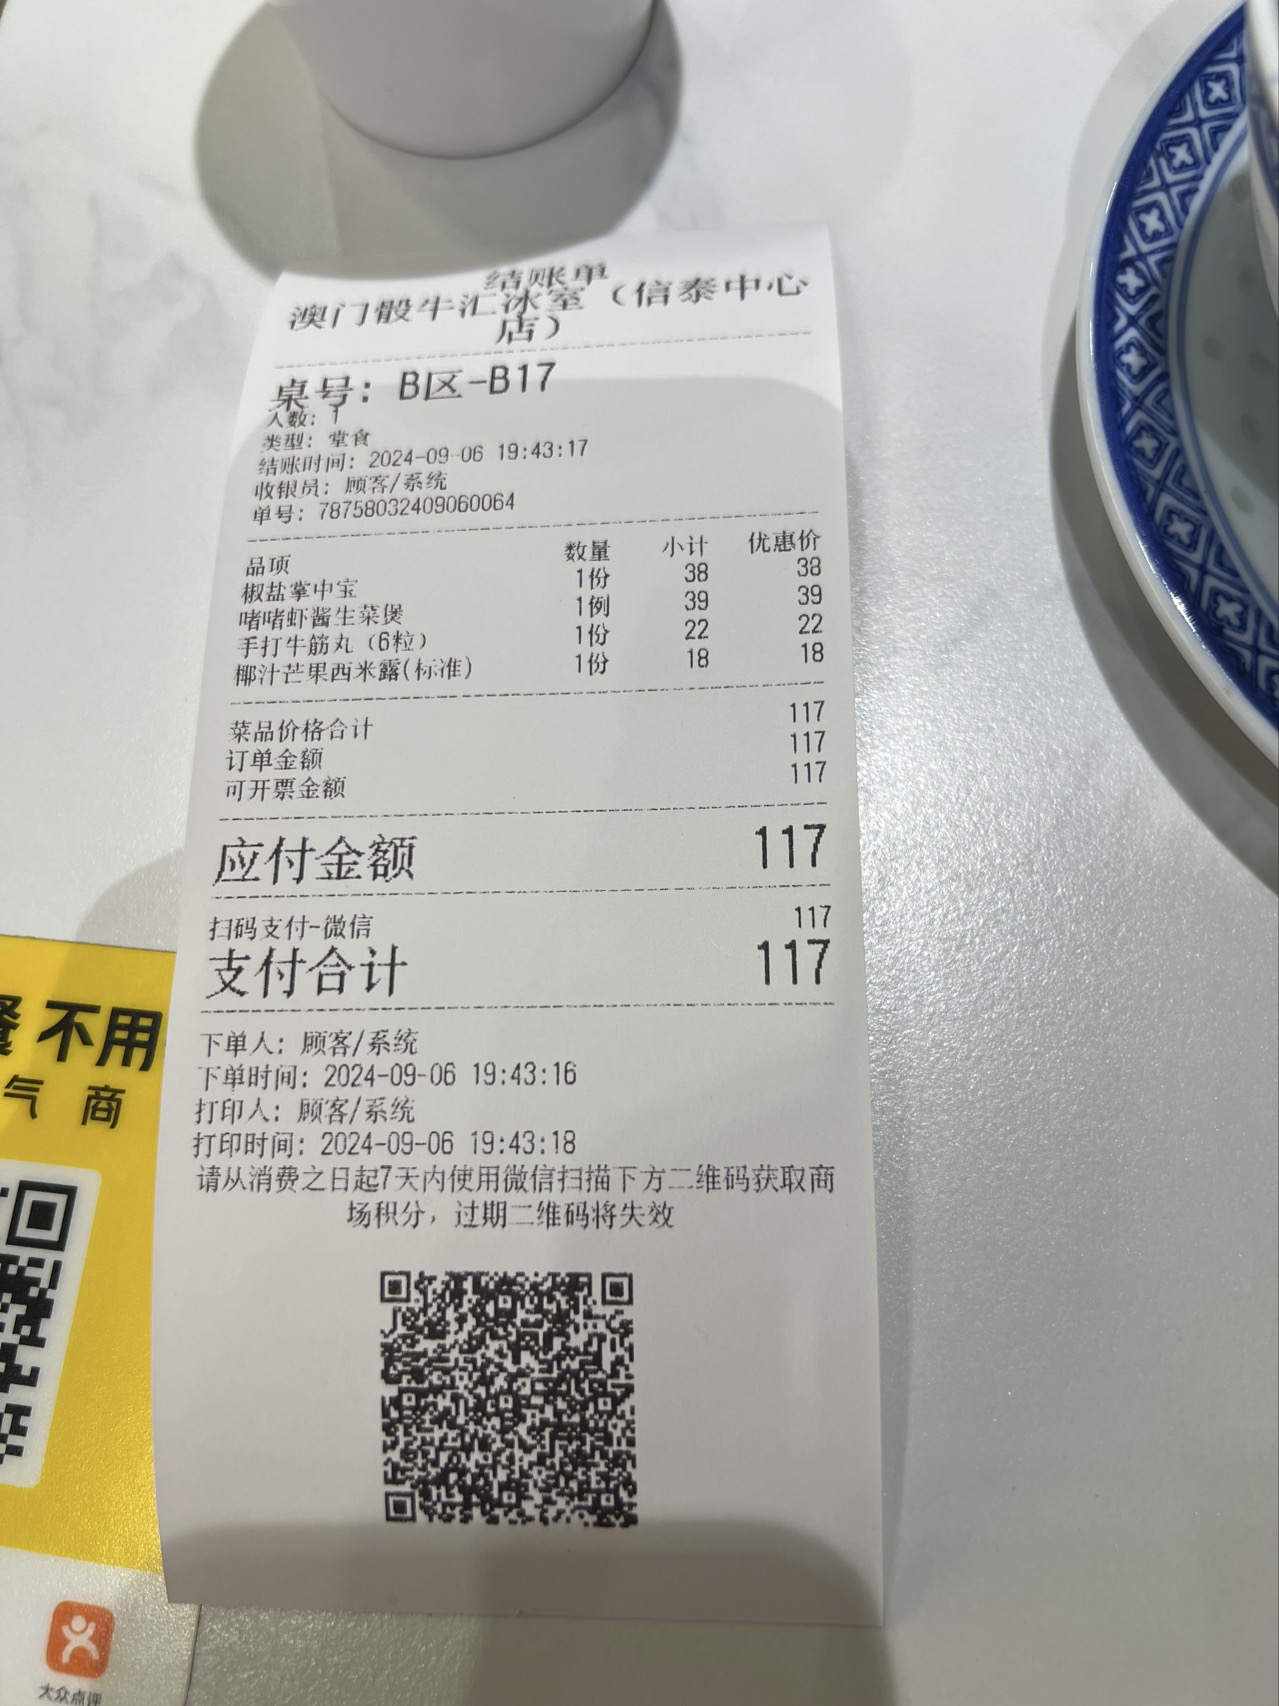 结账单
澳门骰牛汇冰室（信泰中心
店）
桌号：B区-B17
人数：1
类型：堂食
结账时间：2024-09-06 19:43:17
收银员：顾客/系统
单号：78758032409060064
品项 数量 小计 优惠价
椒盐掌中宝 1份 38 38
啫啫虾酱生菜煲 1例 39 39
手打牛筋丸（6粒） 1份 22 22
椰汁芒果西米露(标准) 1份 18 18
菜品价格合计 117
订单金额 117
可开票金额 117
应付金额 117
扫码支付-微信 117
支付合计 117
下单人：顾客/系统
下单时间：2024-09-06 19:43:16
打印人：顾客/系统
打印时间：2024-09-06 19:43:18
请从消费之日起7天内使用微信扫描下方二维码获取商
场积分，过期二维码将失效
餐 不用
气 商
大众点评